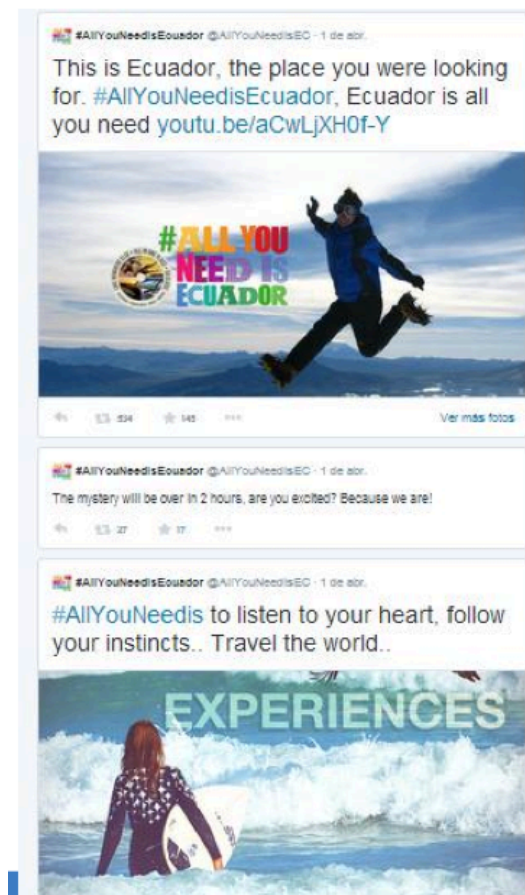 #AllYouNeedisEcuador @AllYouNeedisEC · 1 de abr.
This is Ecuador, the place you were looking
for. #AllYouNeedisEcuador, Ecuador is all
you need youtu.be/aCwLjXH0f-Y
#ALL YOU
NEED IS
ECUADOR
534 145 Ver más fotos
#AllYouNeedisEcuador @AllYouNeedisEC · 1 de abr.
The mystery will be over in 2 hours, are you excited? Because we are!
27 17
#AllYouNeedisEcuador @AllYouNeedisEC · 1 de abr.
#AllYouNeedis to listen to your heart, follow
your instincts.. Travel the world..
EXPERIENCES